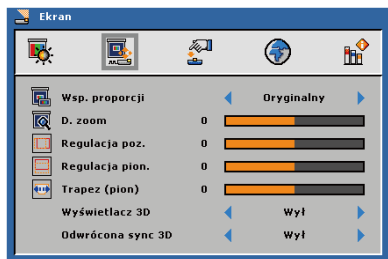 Ekran
Wsp. proporcji Oryginalny
D. zoom 0
Regulacja poz. 0
Regulacja pion. 0
Trapez (pion) 0
Wyświetlacz 3D Wył
Odwrócona sync 3D Wył